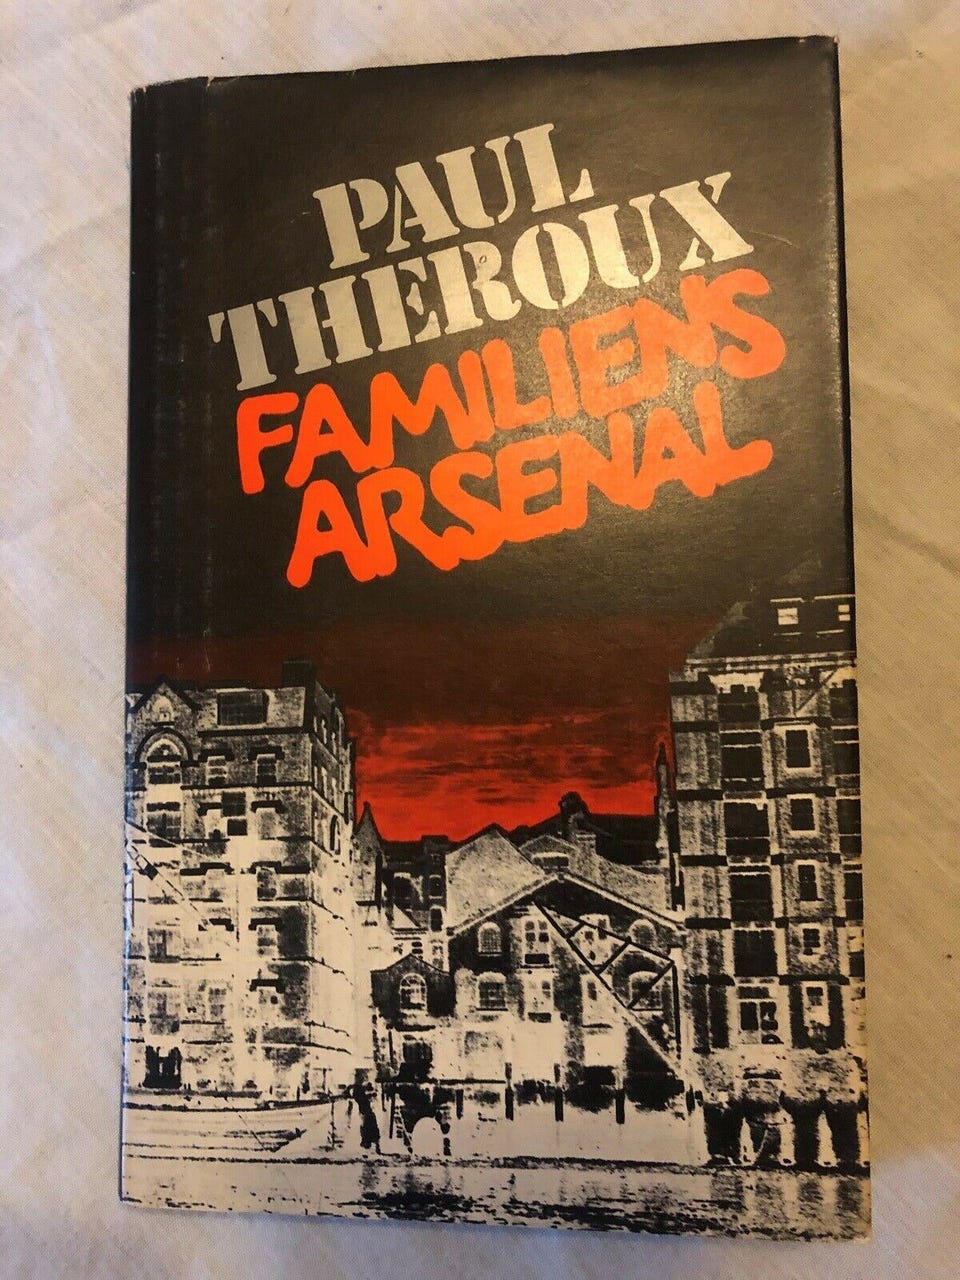 PAUL
THEROUX
FAMILIENS
ARSENAL